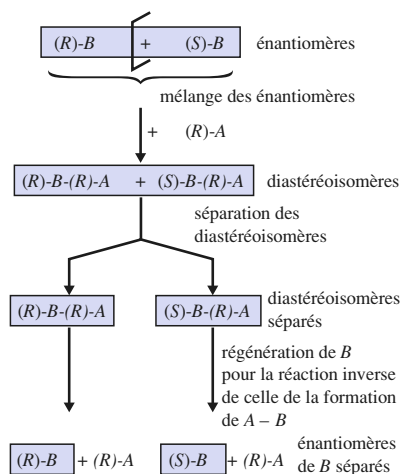 (R)-B + (S)-B énantiomères
mélange des énantiomères
+ (R)-A
(R)-B-(R)-A + (S)-B-(R)-A diastéréoisomères
séparation des
diastéréoisomères
(R)-B-(R)-A (S)-B-(R)-A diastéréoisomères
séparés
régénération de B
pour la réaction inverse
de celle de la formation
de A – B
(R)-B + (R)-A (S)-B + (R)-A énantiomères
de B séparés